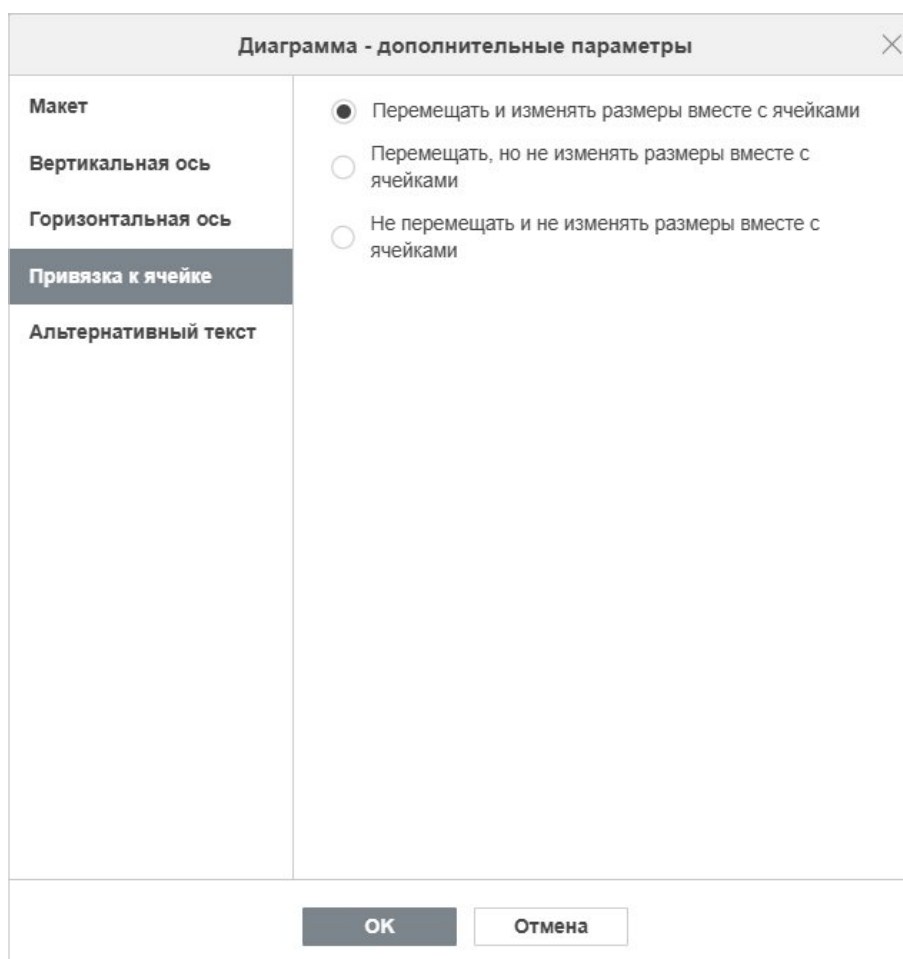 Диаграмма - дополнительные параметры
Макет
Вертикальная ось
Горизонтальная ось
Привязка к ячейке
Альтернативный текст
Перемещать и изменять размеры вместе с ячейками
Перемещать, но не изменять размеры вместе с
ячейками
Не перемещать и не изменять размеры вместе с
ячейками
OK
Отмена